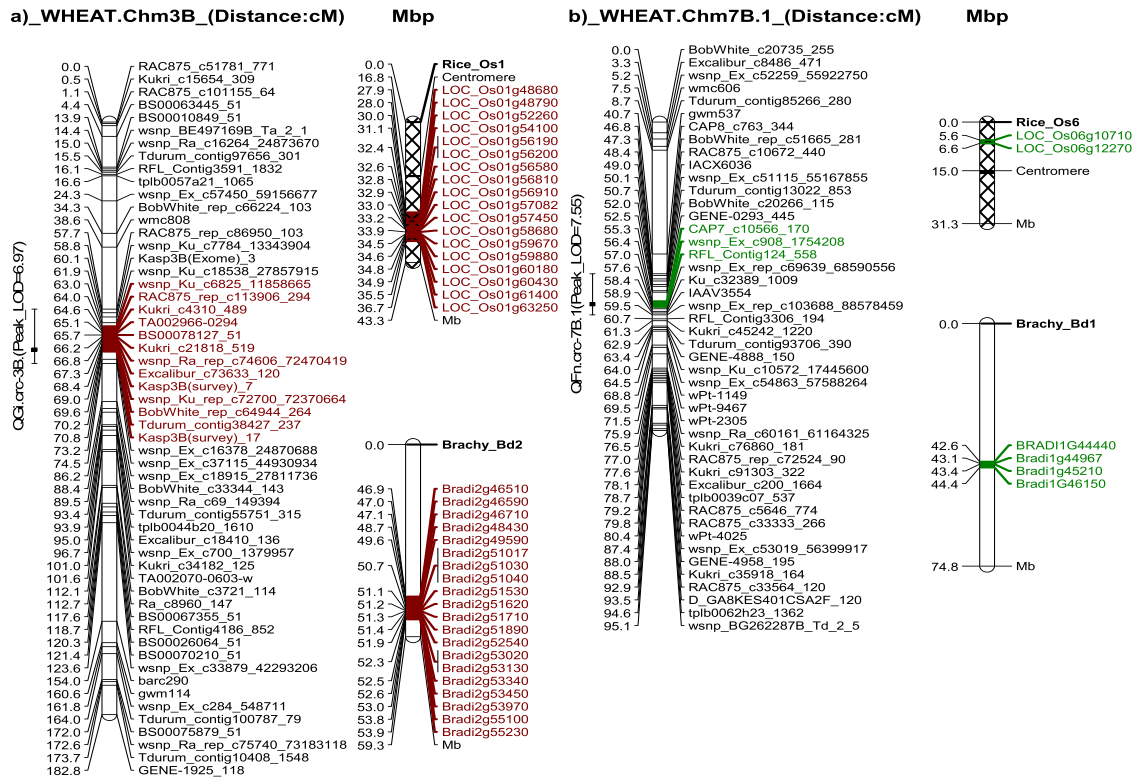 a)_WHEAT.Chm3B_(Distance:cM)
0.0 RAC875_c51781_771
0.5 Kukri_c15654_309
1.1 RAC875_c101155_64
4.4 BS00063445_51
13.9 BS00010849_51
14.4 wsnp_BE497169B_Ta_2_1
15.0 wsnp_Ra_c16264_24873670
15.5 Tdurum_contig97656_301
16.1 RFL_Contig3591_1832
16.6 tplb0057a21_1065
24.3 wsnp_Ex_c57450_59156677
34.3 BobWhite_rep_c66224_103
38.6 wmc808
57.7 RAC875_rep_c86950_103
58.8 wsnp_Ku_c7784_13343904
60.1 Kasp3B(Exome)_3
61.9 wsnp_Ku_c18538_27857915
63.0 wsnp_Ku_c6825_11858665
64.0 RAC875_rep_c113906_294
64.6 Kukri_c4310_489
65.1 TA002966-0294
65.7 BS00078127_51
66.2 Kukri_c21818_519
66.8 wsnp_Ra_rep_c74606_72470419
67.3 Excalibur_c73633_120
68.4 Kasp3B(survey)_7
69.0 wsnp_Ku_rep_c72700_72370664
69.6 BobWhite_rep_c64944_264
70.2 Tdurum_contig38427_237
70.8 Kasp3B(survey)_17
73.2 wsnp_Ex_c16378_24870688
74.5 wsnp_Ex_c37115_44930934
86.2 wsnp_Ex_c18915_27811736
88.4 BobWhite_c33344_143
89.5 wsnp_Ra_c69_149394
93.4 Tdurum_contig55751_315
93.9 tplb0044b20_1610
95.0 Excalibur_c18410_136
96.7 wsnp_Ex_c700_1379957
101.0 Kukri_c34182_125
101.6 TA002070-0603-w
112.1 BobWhite_c3721_114
112.7 Ra_c8960_147
117.6 BS00067355_51
118.7 RFL_Contig4186_852
120.3 BS00026064_51
121.4 BS00070210_51
123.6 wsnp_Ex_c33879_42293206
154.0 barc290
160.6 gwm114
161.8 wsnp_Ex_c284_548711
164.0 Tdurum_contig100787_79
172.0 BS00075879_51
172.6 wsnp_Ra_rep_c75740_73183118
173.7 Tdurum_contig10408_1548
182.8 GENE-1925_118
QGi.crc-3B.(Peak_LOD=6.97)
Mbp
0.0 Rice_Os1
16.8 Centromere
27.9 LOC_Os01g48680
28.0 LOC_Os01g48790
30.0 LOC_Os01g52260
31.1 LOC_Os01g54100
LOC_Os01g56190
32.4 LOC_Os01g56200
32.6 LOC_Os01g56580
32.8 LOC_Os01g56810
32.9 LOC_Os01g56910
33.0 LOC_Os01g57082
33.2 LOC_Os01g57450
33.9 LOC_Os01g58680
34.5 LOC_Os01g59670
34.6 LOC_Os01g59880
34.8 LOC_Os01g60180
34.9 LOC_Os01g60430
35.5 LOC_Os01g61400
36.7 LOC_Os01g63250
43.3 Mb
0.0 Brachy_Bd2
46.9 Bradi2g46510
47.0 Bradi2g46590
47.1 Bradi2g46710
48.7 Bradi2g48430
49.6 Bradi2g49590
Bradi2g51017
50.7 Bradi2g51030
Bradi2g51040
51.1 Bradi2g51530
51.2 Bradi2g51620
51.3 Bradi2g51710
51.4 Bradi2g51890
51.9 Bradi2g52540
Bradi2g53020
52.3 Bradi2g53130
52.5 Bradi2g53340
52.6 Bradi2g53450
53.0 Bradi2g53970
53.8 Bradi2g55100
53.9 Bradi2g55230
59.3 Mb
b)_WHEAT.Chm7B.1_(Distance:cM)
0.0 BobWhite_c20735_255
3.3 Excalibur_c8486_471
5.2 wsnp_Ex_c52259_55922750
7.5 wmc606
8.7 Tdurum_contig85266_280
40.7 gwm537
46.8 CAP8_c763_344
47.3 BobWhite_rep_c51665_281
48.4 RAC875_c10672_440
49.0 IACX6036
50.1 wsnp_Ex_c51115_55167855
50.7 Tdurum_contig13022_853
52.0 BobWhite_c20266_115
52.5 GENE-0293_445
55.3 CAP7_c10566_170
56.4 wsnp_Ex_c908_1754208
57.0 RFL_Contig124_558
57.6 wsnp_Ex_rep_c69639_68590556
58.4 Ku_c32389_1009
58.9 IAAV3554
59.5 wsnp_Ex_rep_c103688_88578459
60.7 RFL_Contig3306_194
61.3 Kukri_c45242_1220
62.9 Tdurum_contig93706_390
63.4 GENE-4888_150
64.0 wsnp_Ku_c10572_17445600
64.5 wsnp_Ex_c54863_57588264
68.8 wPt-1149
69.5 wPt-9467
71.5 wPt-2305
75.9 wsnp_Ra_c60161_61164325
76.5 Kukri_c76860_181
77.0 RAC875_rep_c72524_90
77.6 Kukri_c91303_322
78.1 Excalibur_c200_1664
78.7 tplb0039c07_537
79.2 RAC875_c5646_774
79.8 RAC875_c33333_266
80.4 wPt-4025
87.4 wsnp_Ex_c53019_56399917
88.0 GENE-4958_195
88.5 Kukri_c35918_164
92.9 RAC875_c33564_120
93.5 D_GA8KES401CSA2F_120
94.6 tplb0062h23_1362
95.1 wsnp_BG262287B_Td_2_5
QFn.crc-7B.1(Peak_LOD=7.55)
Mbp
0.0 Rice_Os6
5.6 LOC_Os06g10710
6.6 LOC_Os06g12270
15.0 Centromere
31.3 Mb
0.0 Brachy_Bd1
42.6 BRADI1G44440
43.1 Bradi1g44967
43.4 Bradi1g45210
44.4 Bradi1G46150
74.8 Mb